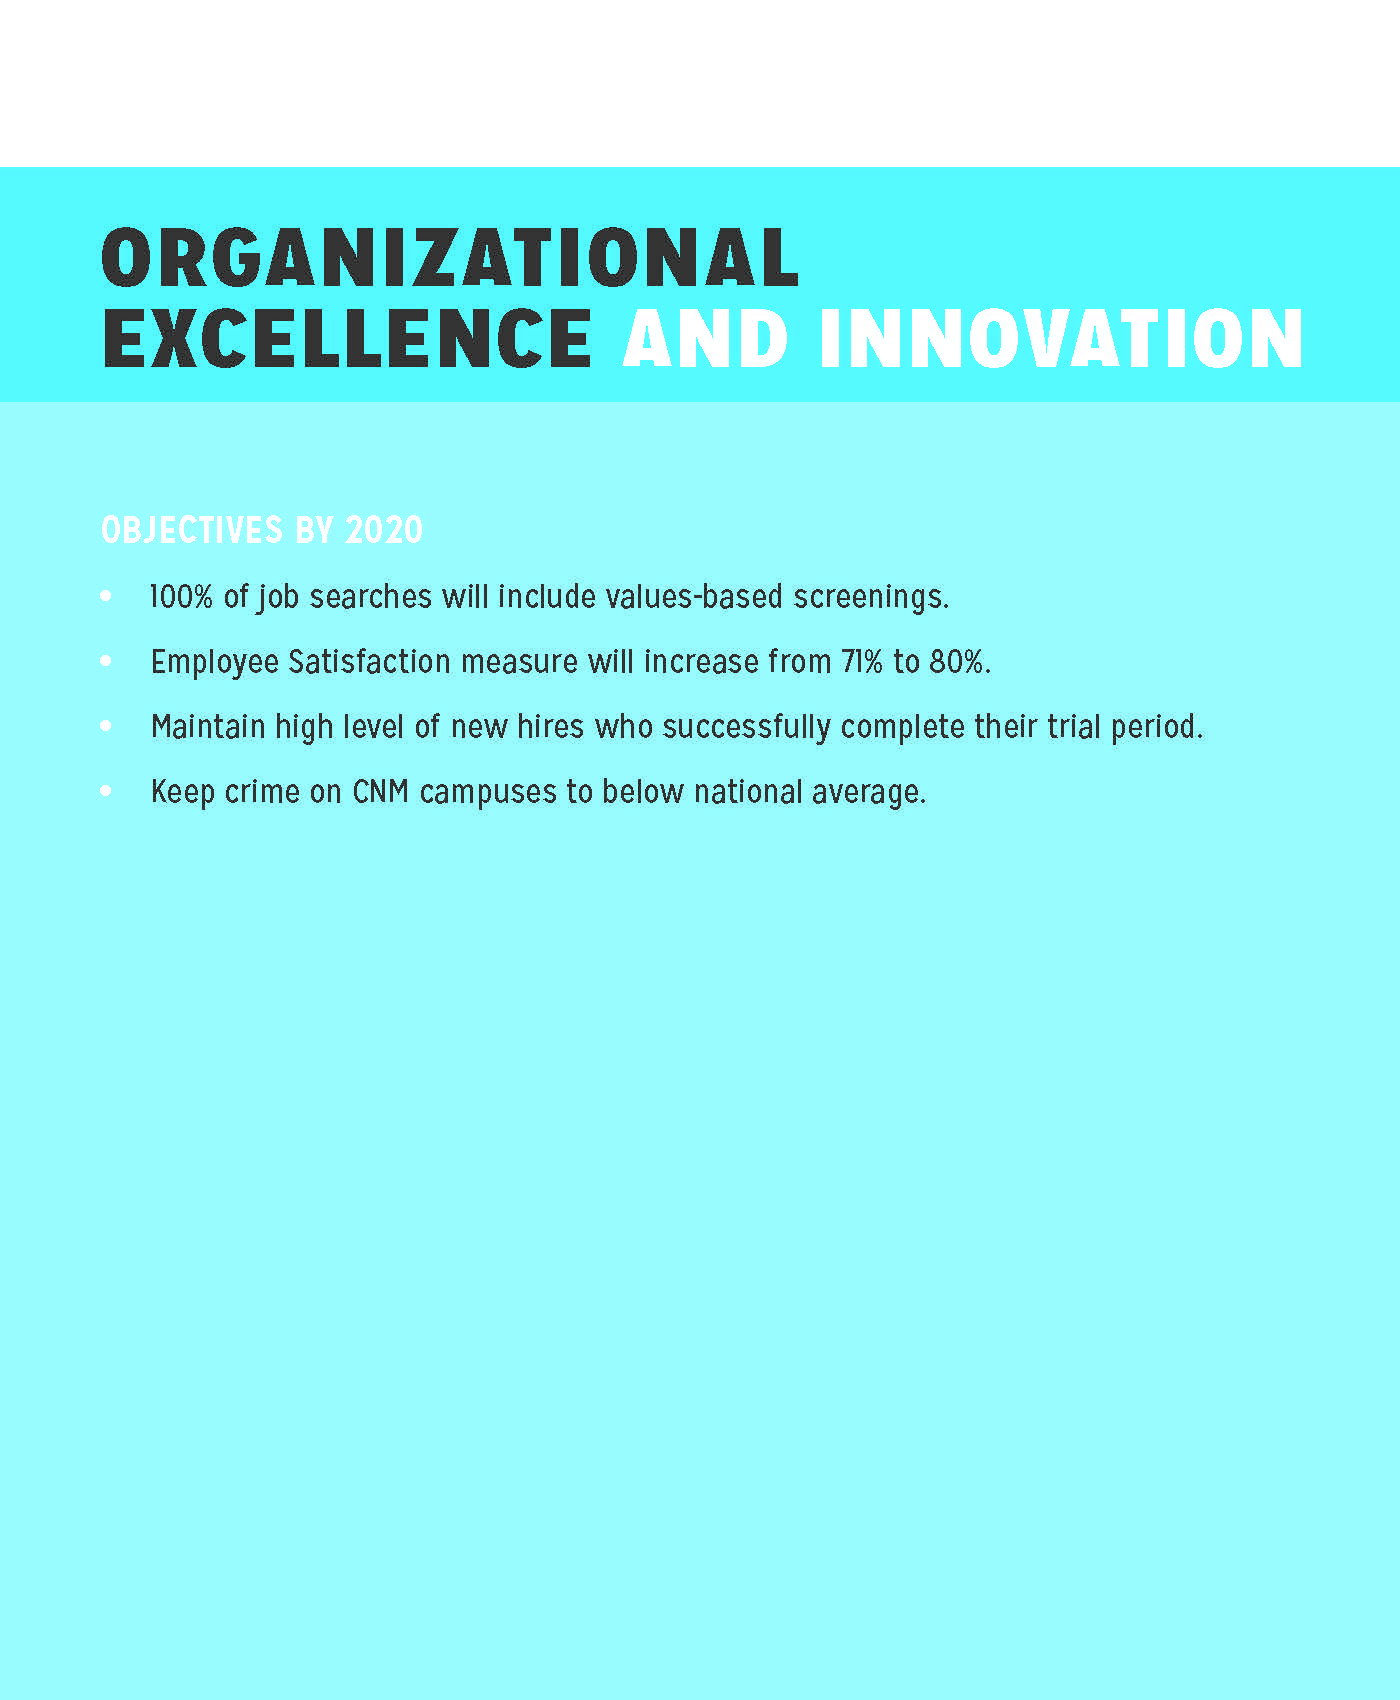 ORGANIZATIONAL
EXCELLENCE AND INNOVATION
OBJECTIVES BY 2020
• 100% of job searches will include values-based screenings.
• Employee Satisfaction measure will increase from 71% to 80%.
• Maintain high level of new hires who successfully complete their trial period.
• Keep crime on CNM campuses to below national average.